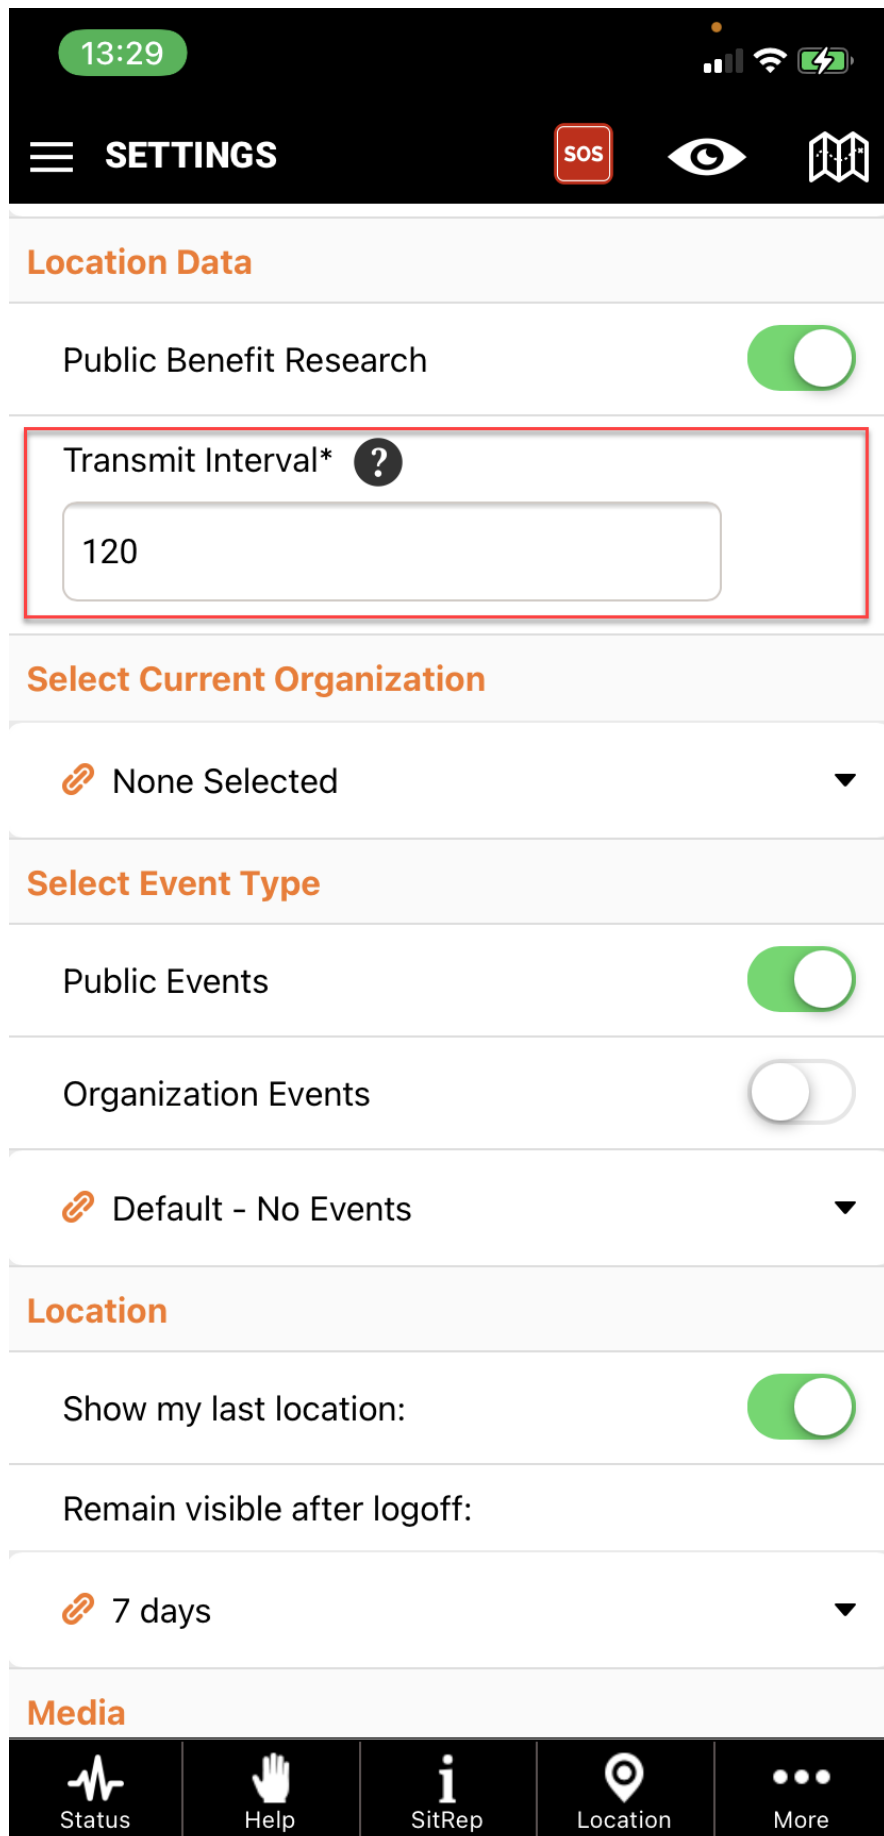 13:29
SETTINGS
SOS
Location Data
Public Benefit Research
Transmit Interval* ?
120
Select Current Organization
None Selected
Select Event Type
Public Events
Organization Events
Default - No Events
Location
Show my last location:
Remain visible after logoff:
7 days
Media
Status Help SitRep Location More